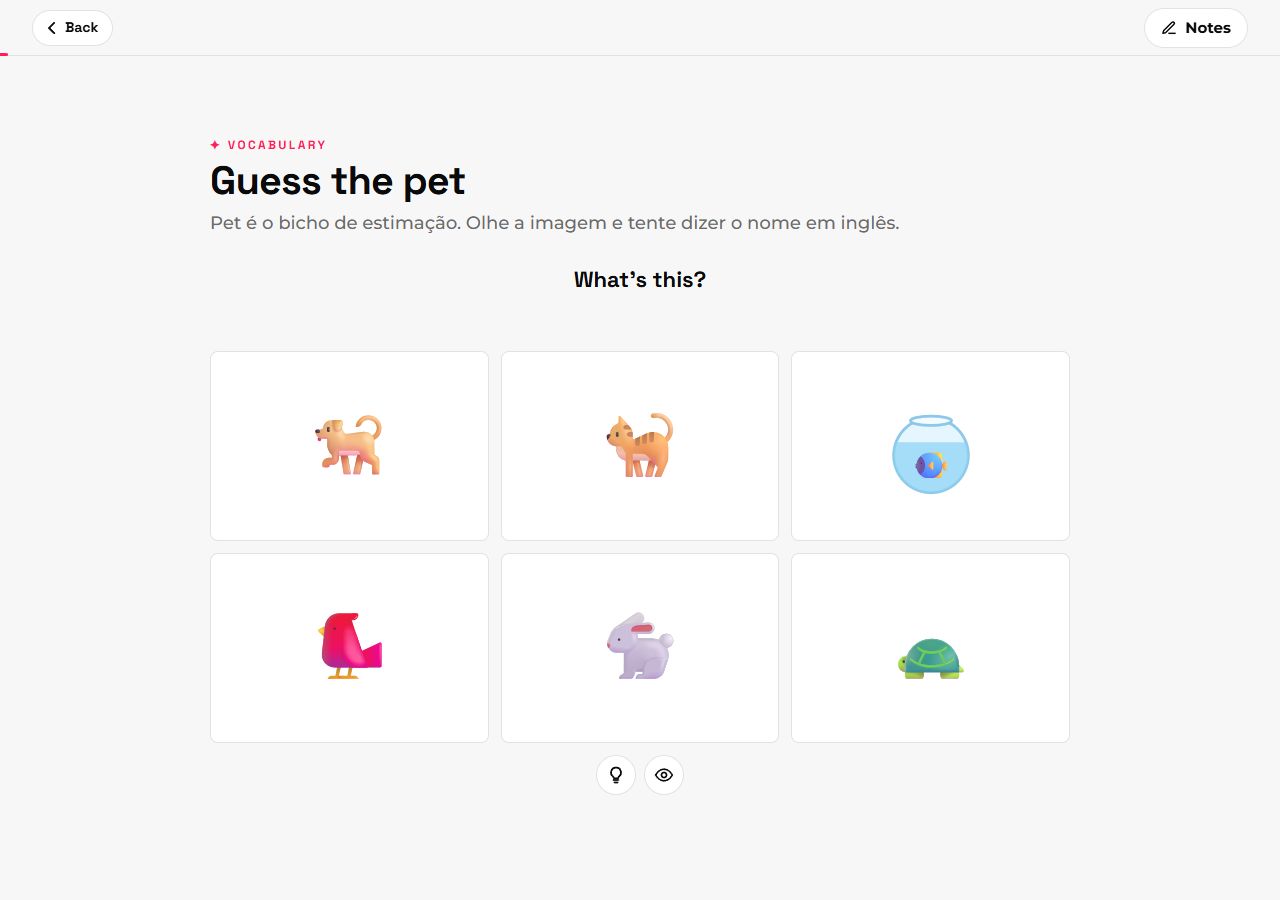 Back
Notes
VOCABULARY
Guess the pet
Pet é o bicho de estimação. Olhe a imagem e tente dizer o nome em inglês.
What's this?